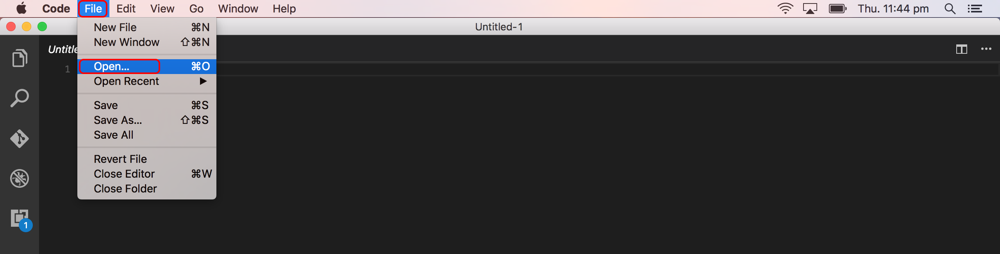 Code File Edit View Go Window Help Thu. 11:44 pm
Untitled-1
New File ⌘N
New Window ⇧⌘N
Untitle
Open... ⌘O
1
Open Recent ▶
Save ⌘S
Save As... ⇧⌘S
Save All
Revert File
Close Editor ⌘W
Close Folder
1